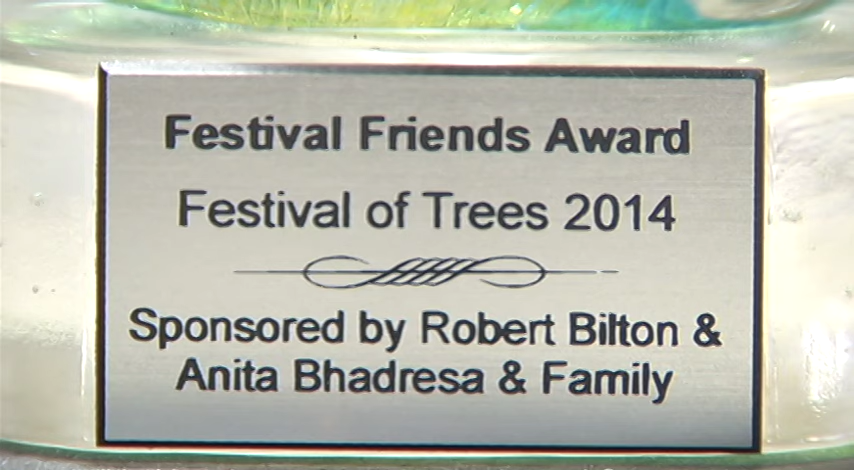 Festival Friends Award
Festival of Trees 2014
Sponsored by Robert Bilton &
Anita Bhadresa & Family